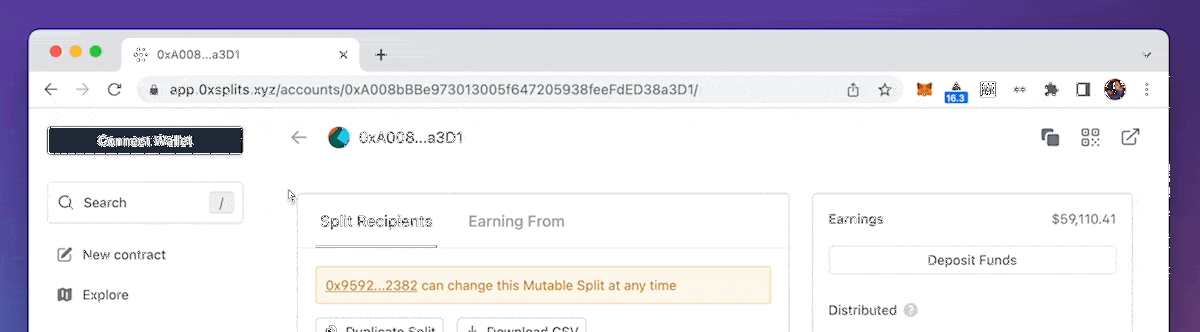 0xA008...a3D1
app.0xsplits.xyz/accounts/0xA008bBBe973013005f647205938feeFdED38a3D1/
16.3
Connect Wallet
0xA008...a3D1
Search
/
New contract
Explore
Split Recipients
Earning From
0x9592...2382 can change this Mutable Split at any time
Duplicate Split
Download CSV
Earnings
$59,110.41
Deposit Funds
Distributed
?